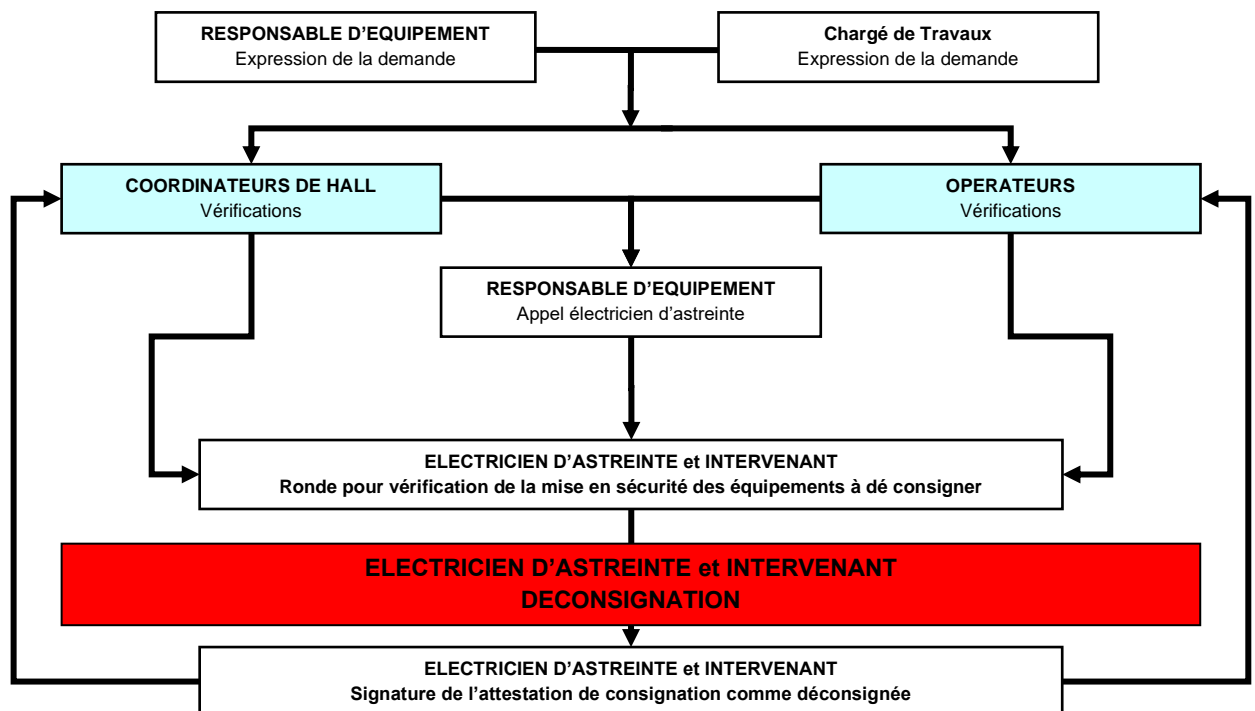 RESPONSABLE D’EQUIPEMENT
Expression de la demande
Chargé de Travaux
Expression de la demande
COORDINATEURS DE HALL
Vérifications
OPERATEURS
Vérifications
RESPONSABLE D’EQUIPEMENT
Appel électricien d’astreinte
ELECTRICIEN D’ASTREINTE et INTERVENANT
Ronde pour vérification de la mise en sécurité des équipements à dé consigner
ELECTRICIEN D’ASTREINTE et INTERVENANT
DECONSIGNATION
ELECTRICIEN D’ASTREINTE et INTERVENANT
Signature de l’attestation de consignation comme déconsignée